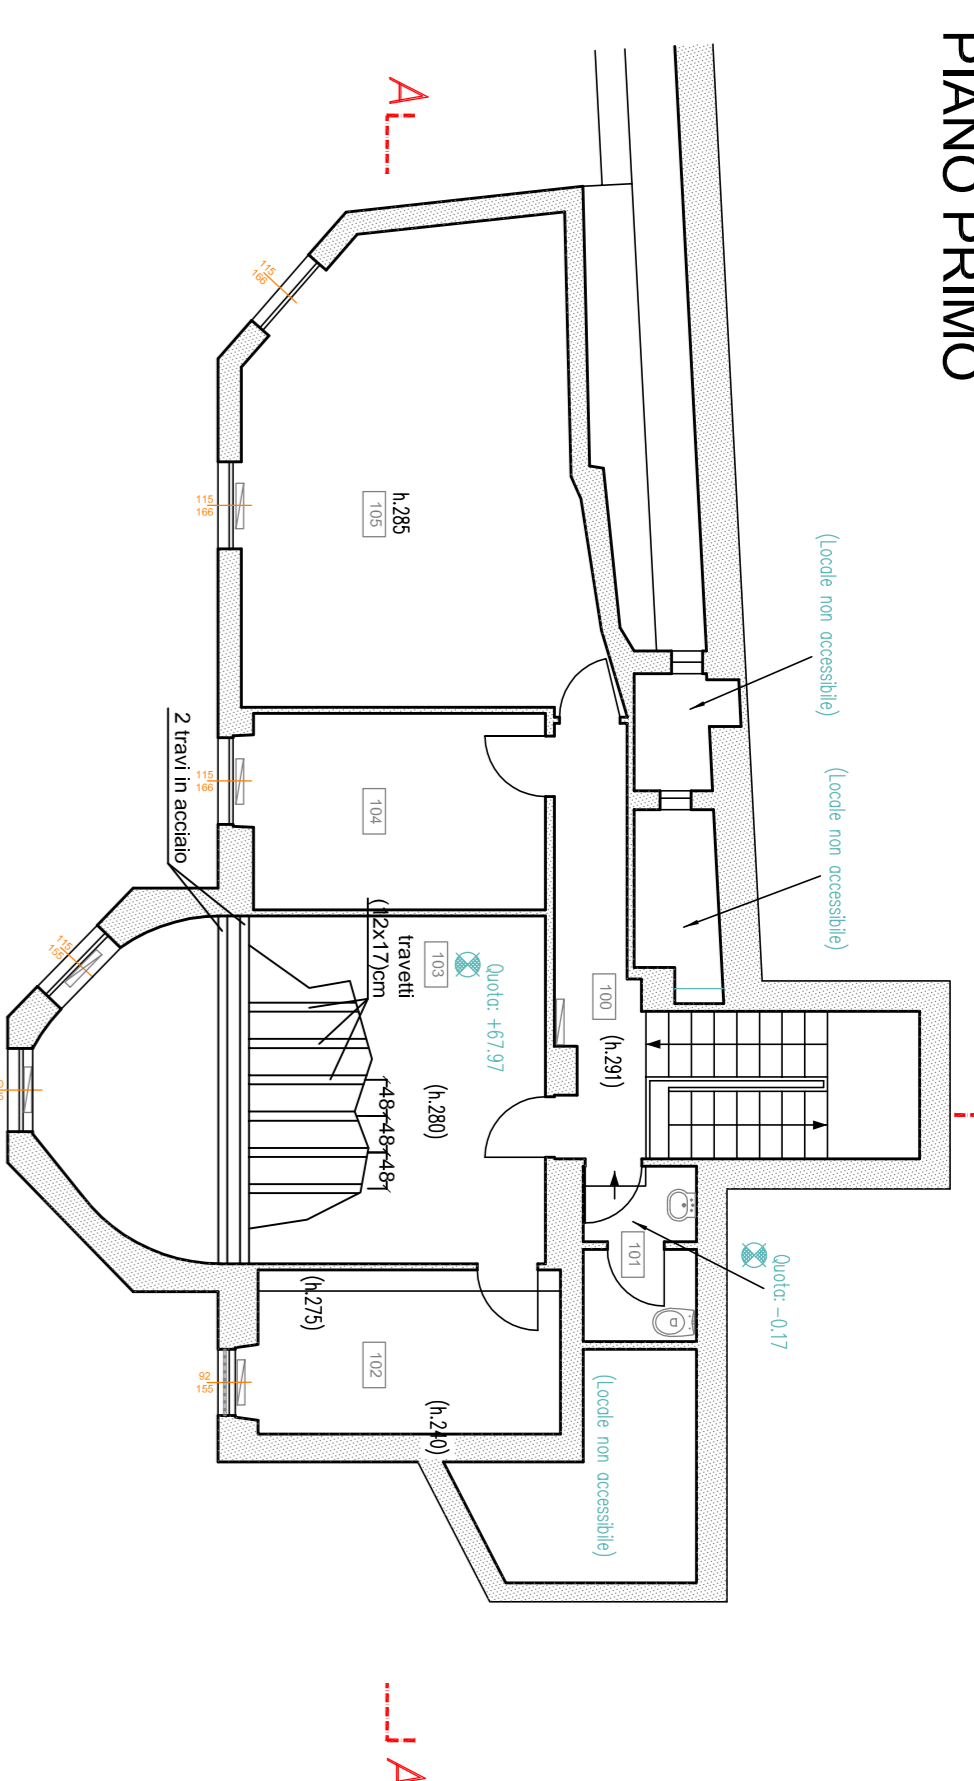 PIANO PRIMO
A
(Locale non accessibile)
(Locale non accessibile)
115
166
h.285
105
115
166
2 travi in acciaio
115
166
104
travetti
(12x17)cm
103
Quota: +67.97
100
(h.291)
(h.280)
48
48
48
115
155
101
Quota: -0.17
(h.275)
102
92
155
(h.240)
(Locale non accessibile)
A